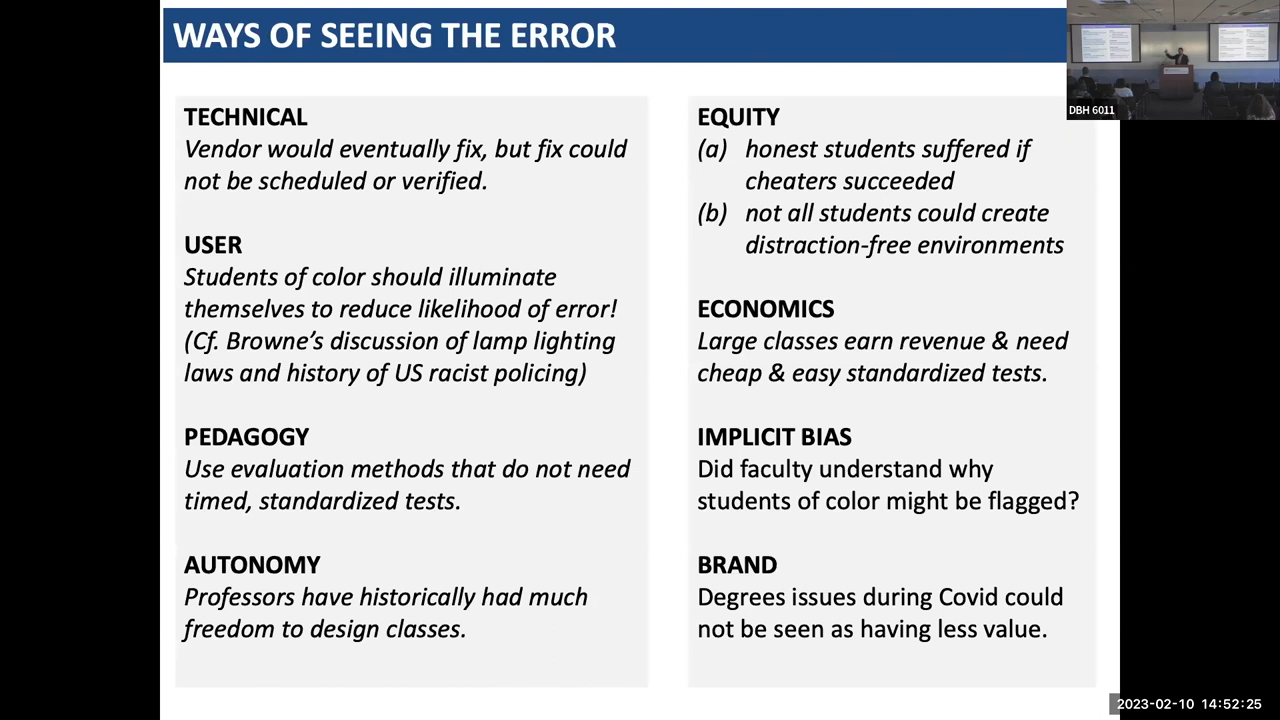 WAYS OF SEEING THE ERROR
TECHNICAL
Vendor would eventually fix, but fix could
not be scheduled or verified.
USER
Students of color should illuminate
themselves to reduce likelihood of error!
(Cf. Browne’s discussion of lamp lighting
laws and history of US racist policing)
PEDAGOGY
Use evaluation methods that do not need
timed, standardized tests.
AUTONOMY
Professors have historically had much
freedom to design classes.
EQUITY
(a) honest students suffered if
cheaters succeeded
(b) not all students could create
distraction-free environments
ECONOMICS
Large classes earn revenue & need
cheap & easy standardized tests.
IMPLICIT BIAS
Did faculty understand why
students of color might be flagged?
BRAND
Degrees issues during Covid could
not be seen as having less value.
DBH 6011
2023-02-10 14:52:25